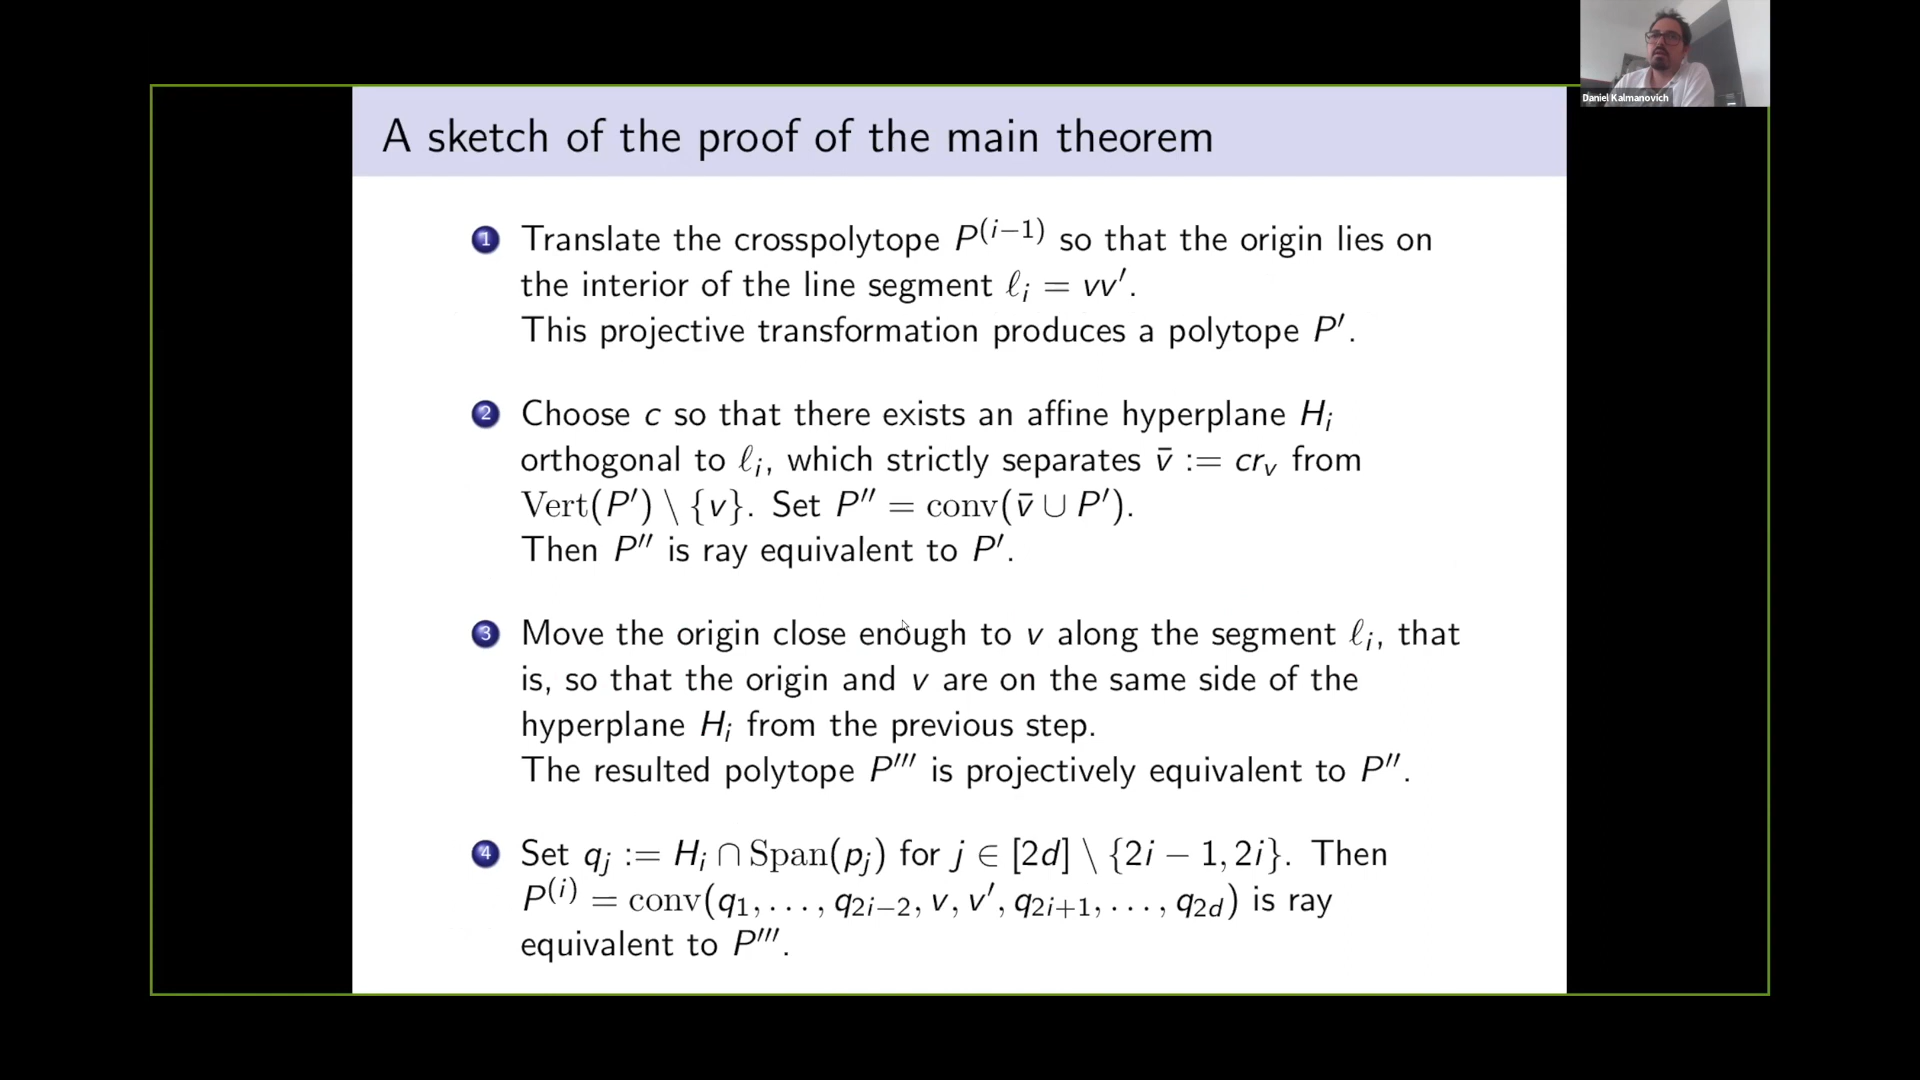 Daniel Kalmanovich
A sketch of the proof of the main theorem
1 Translate the crosspolytope P^(i−1) so that the origin lies on
the interior of the line segment ℓ_i = vv′.
This projective transformation produces a polytope P′.
2 Choose c so that there exists an affine hyperplane H_i
orthogonal to ℓ_i, which strictly separates v̄ := cr_v from
Vert(P′) \ {v}. Set P″ = conv(v̄ ∪ P′).
Then P″ is ray equivalent to P′.
3 Move the origin close enough to v along the segment ℓ_i, that
is, so that the origin and v are on the same side of the
hyperplane H_i from the previous step.
The resulted polytope P‴ is projectively equivalent to P″.
4 Set q_j := H_i ∩ Span(p_j) for j ∈ [2d] \ {2i − 1, 2i}. Then
P^(i) = conv(q_1, . . . , q_{2i−2}, v, v′, q_{2i+1}, . . . , q_{2d}) is ray
equivalent to P‴.